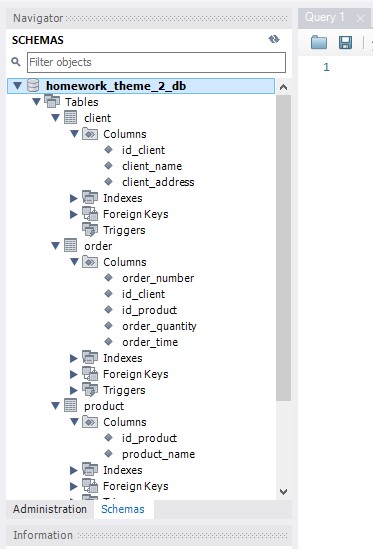 Navigator
SCHEMAS
Filter objects
homework_theme_2_db
Tables
client
Columns
id_client
client_name
client_address
Indexes
Foreign Keys
Triggers
order
Columns
order_number
id_client
id_product
order_quantity
order_time
Indexes
Foreign Keys
Triggers
product
Columns
id_product
product_name
Indexes
Foreign Keys
Administration Schemas
Information
Query 1
1